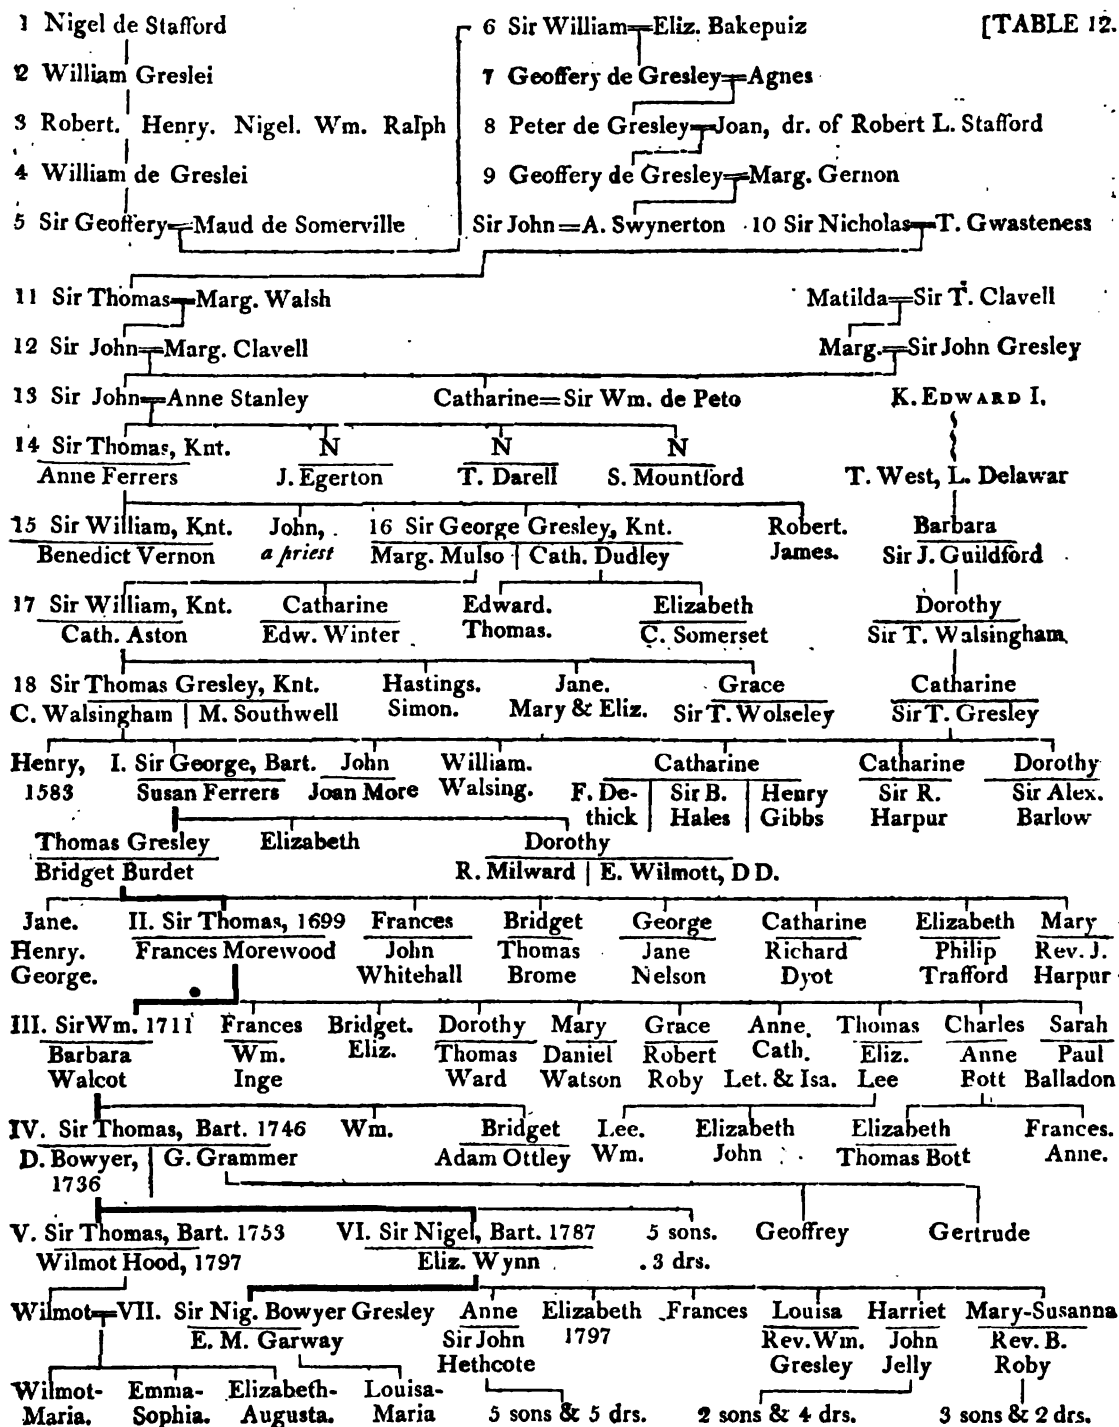 1 Nigel de Stafford
6 Sir William=Eliz. Bakepuiz
[TABLE 12.
2 William Greslei
7 Geoffery de Gresley=Agnes
3 Robert. Henry. Nigel. Wm. Ralph
8 Peter de Gresley=Joan, dr. of Robert L. Stafford
4 William de Greslei
9 Geoffery de Gresley=Marg. Gernon
5 Sir Geoffery=Maud de Somerville
Sir John=A. Swynerton 10 Sir Nicholas=T. Gwasteness
11 Sir Thomas=Marg. Walsh
Matilda=Sir T. Clavell
12 Sir John=Marg. Clavell
Marg.=Sir John Gresley
13 Sir John=Anne Stanley
Catharine=Sir Wm. de Peto
K. EDWARD I.
14 Sir Thomas, Knt. N N N
Anne Ferrers J. Egerton T. Darell S. Mountford T. West, L. Delawar
15 Sir William, Knt. John, 16 Sir George Gresley, Knt. Robert. Barbara
Benedict Vernon a priest Marg. Mulso | Cath. Dudley James. Sir J. Guildford
17 Sir William, Knt. Catharine Edward. Elizabeth Dorothy
Cath. Aston Edw. Winter Thomas. C. Somerset Sir T. Walsingham
18 Sir Thomas Gresley, Knt. Hastings. Jane. Grace Catharine
C. Walsingham | M. Southwell Simon. Mary & Eliz. Sir T. Wolseley Sir T. Gresley
Henry, I. Sir George, Bart. John William. Catharine Catharine Dorothy
1583 Susan Ferrers Joan More Walsing. F. De- | Sir B. | Henry Sir R. Sir Alex.
thick | Hales | Gibbs Harpur Barlow
Thomas Gresley Elizabeth Dorothy
Bridget Burdet R. Milward | E. Wilmott, D D.
Jane. II. Sir Thomas, 1699 Frances Bridget George Catharine Elizabeth Mary
Henry. Frances Morewood John Thomas Jane Richard Philip Rev. J.
George. Whitehall Brome Nelson Dyot Trafford Harpur
III. Sir Wm. 1711 Frances Bridget. Dorothy Mary Grace Anne. Thomas Charles Sarah
Barbara Wm. Eliz. Thomas Daniel Robert Cath. Eliz. Anne Paul
Walcot Inge Ward Watson Roby Let. & Isa. Lee Bott Balladon
IV. Sir Thomas, Bart. 1746 Wm. Bridget Lee. Elizabeth Elizabeth Frances.
D. Bowyer, | G. Grammer Adam Ottley Wm. John Thomas Bott Anne.
1736
V. Sir Thomas, Bart. 1753 VI. Sir Nigel, Bart. 1787 5 sons. Geoffrey Gertrude
Wilmot Hood, 1797 Eliz. Wynn 3 drs.
Wilmot=VII. Sir Nig. Bowyer Gresley Anne Elizabeth Frances Louisa Harriet Mary-Susanna
E. M. Garway Sir John 1797 Rev. Wm. John Rev. B.
Hethcote Gresley Jelly Roby
Wilmot- Emma- Elizabeth- Louisa-
Maria. Sophia. Augusta. Maria 5 sons & 5 drs. 2 sons & 4 drs. 3 sons & 2 drs.